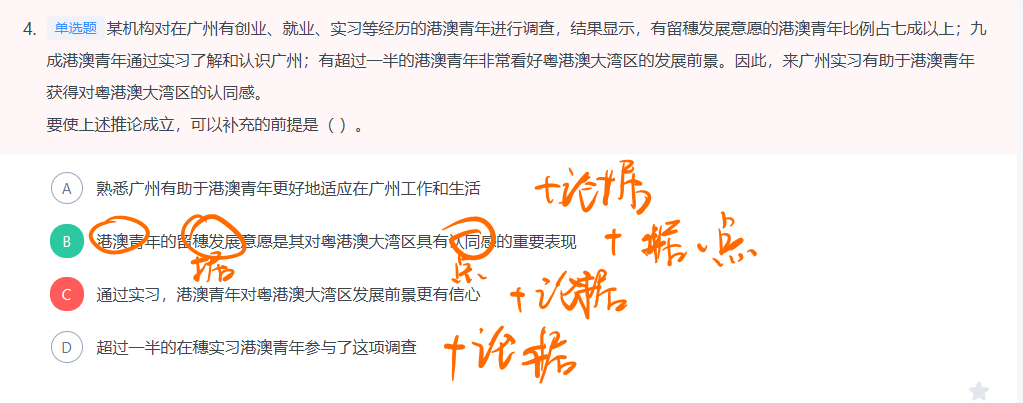 4. 单选题 某机构对在广州有创业、就业、实习等经历的港澳青年进行调查，结果显示，有留穗发展意愿的港澳青年比例占七成以上；九
成港澳青年通过实习了解和认识广州；有超过一半的港澳青年非常看好粤港澳大湾区的发展前景。因此，来广州实习有助于港澳青年
获得对粤港澳大湾区的认同感。
要使上述推论成立，可以补充的前提是（ ）。
A 熟悉广州有助于港澳青年更好地适应在广州工作和生活 +论据
B 港澳青年的留穗发展意愿是其对粤港澳大湾区具有认同感的重要表现 + 据、点
据 点
C 通过实习，港澳青年对粤港澳大湾区发展前景更有信心 +论据
D 超过一半的在穗实习港澳青年参与了这项调查 +论据